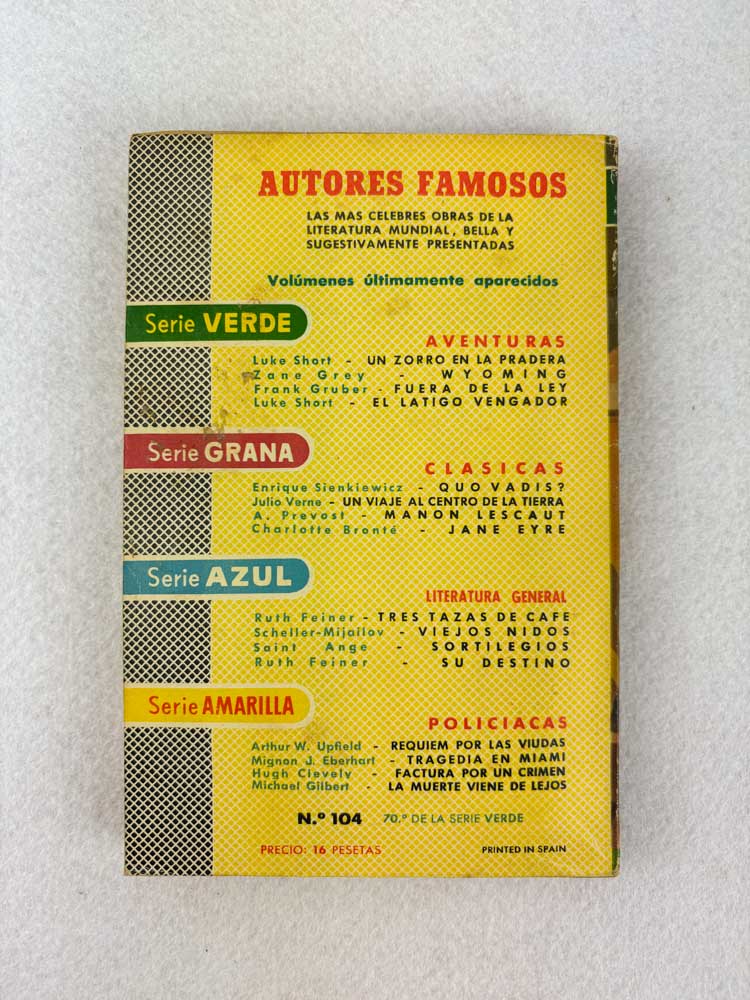 AUTORES FAMOSOS
LAS MAS CELEBRES OBRAS DE LA
LITERATURA MUNDIAL, BELLA Y
SUGESTIVAMENTE PRESENTADAS
Volúmenes últimamente aparecidos
Serie VERDE
AVENTURAS
Luke Short - UN ZORRO EN LA PRADERA
Zane Grey - WYOMING
Frank Gruber - FUERA DE LA LEY
Luke Short - EL LATIGO VENGADOR
Serie GRANA
CLASICAS
Enrique Sienkiewicz - QUO VADIS?
Julio Verne - UN VIAJE AL CENTRO DE LA TIERRA
A. Prevost - MANON LESCAUT
Charlotte Bronté - JANE EYRE
Serie AZUL
LITERATURA GENERAL
Ruth Feiner - TRES TAZAS DE CAFE
Scheller-Mijailov - VIEJOS NIDOS
Saint Ange - SORTILEGIOS
Ruth Feiner - SU DESTINO
Serie AMARILLA
POLICIACAS
Arthur W. Upfield - REQUIEM POR LAS VIUDAS
Mignon J. Eberhart - TRAGEDIA EN MIAMI
Hugh Clevely - FACTURA POR UN CRIMEN
Michael Gilbert - LA MUERTE VIENE DE LEJOS
N.º 104 70.º DE LA SERIE VERDE
PRECIO: 16 PESETAS PRINTED IN SPAIN